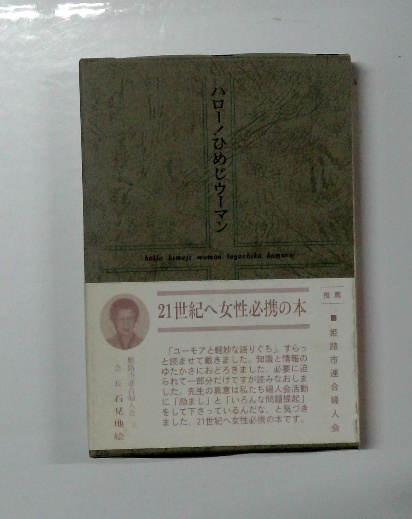 ハロー!ひめじウーマン
hello himeji woman
21世紀へ女性必携の本
推薦
■姫路市連合婦人会
姫路市連合婦人会
会長 石見地絵
「ユーモアと軽妙な語りぐち」すらっ
と読ませて戴きました。知識と情報の
ゆたかさにおどろきました。必要に迫
られて一部分だけですが読みなおしま
した。先生の真意は私たち婦人会活動
に「励まし」と「いろんな問題提起」
をして下さっているんだな、と気づき
ました。21世紀へ女性必携の本です。